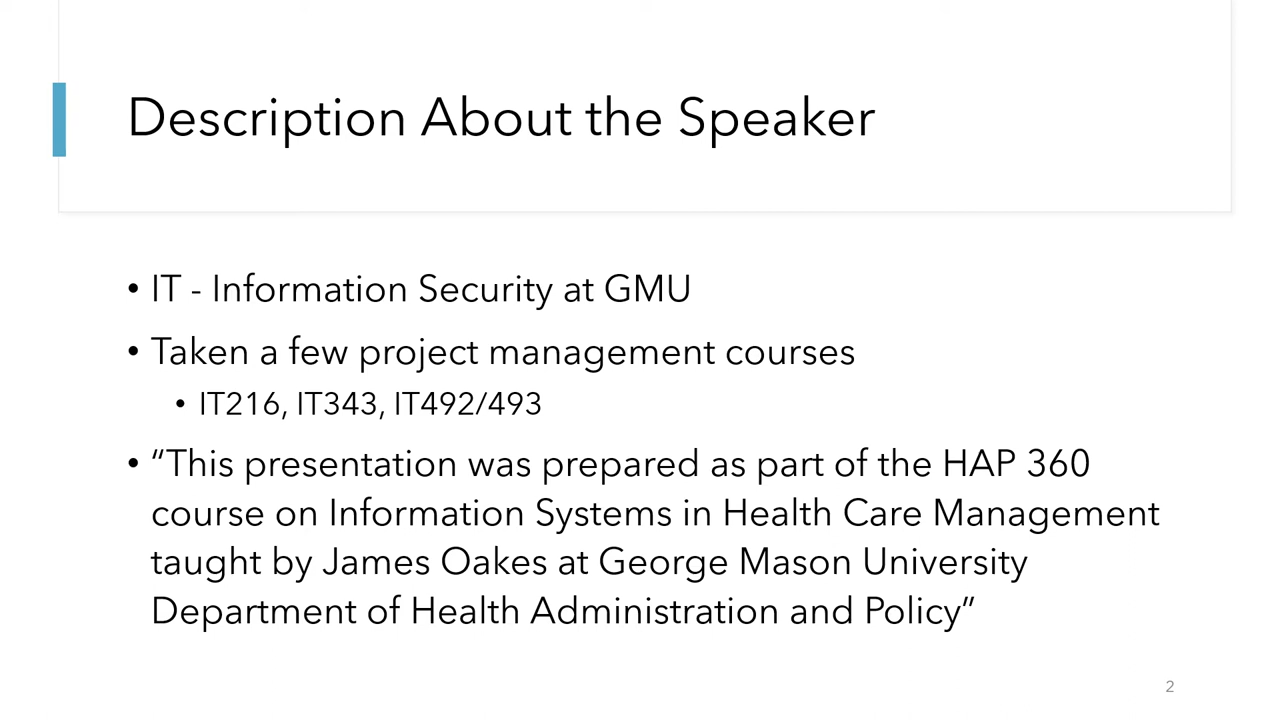 Description About the Speaker
• IT - Information Security at GMU
• Taken a few project management courses
• IT216, IT343, IT492/493
• “This presentation was prepared as part of the HAP 360
course on Information Systems in Health Care Management
taught by James Oakes at George Mason University
Department of Health Administration and Policy”
2